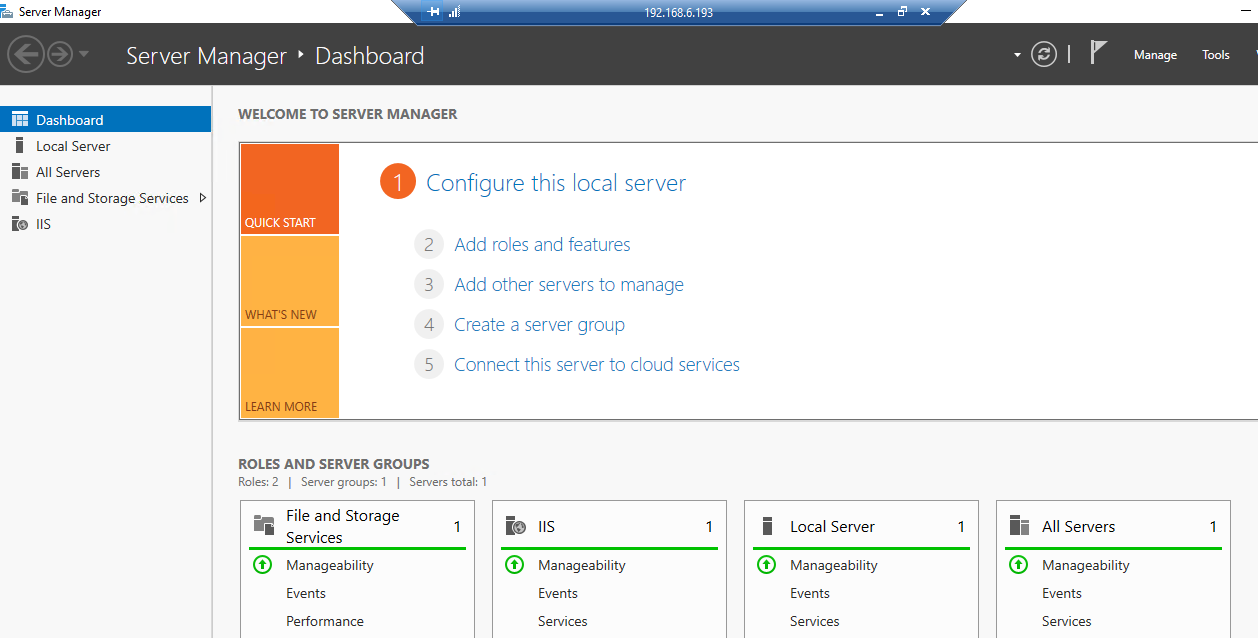 Server Manager
192.168.6.193
Server Manager ‣ Dashboard
Manage
Tools
Dashboard
Local Server
All Servers
File and Storage Services
IIS
WELCOME TO SERVER MANAGER
QUICK START
WHAT'S NEW
LEARN MORE
1 Configure this local server
2 Add roles and features
3 Add other servers to manage
4 Create a server group
5 Connect this server to cloud services
ROLES AND SERVER GROUPS
Roles: 2 | Server groups: 1 | Servers total: 1
File and Storage
Services
1
Manageability
Events
Performance
IIS 1
Manageability
Events
Services
Local Server 1
Manageability
Events
Services
All Servers 1
Manageability
Events
Services